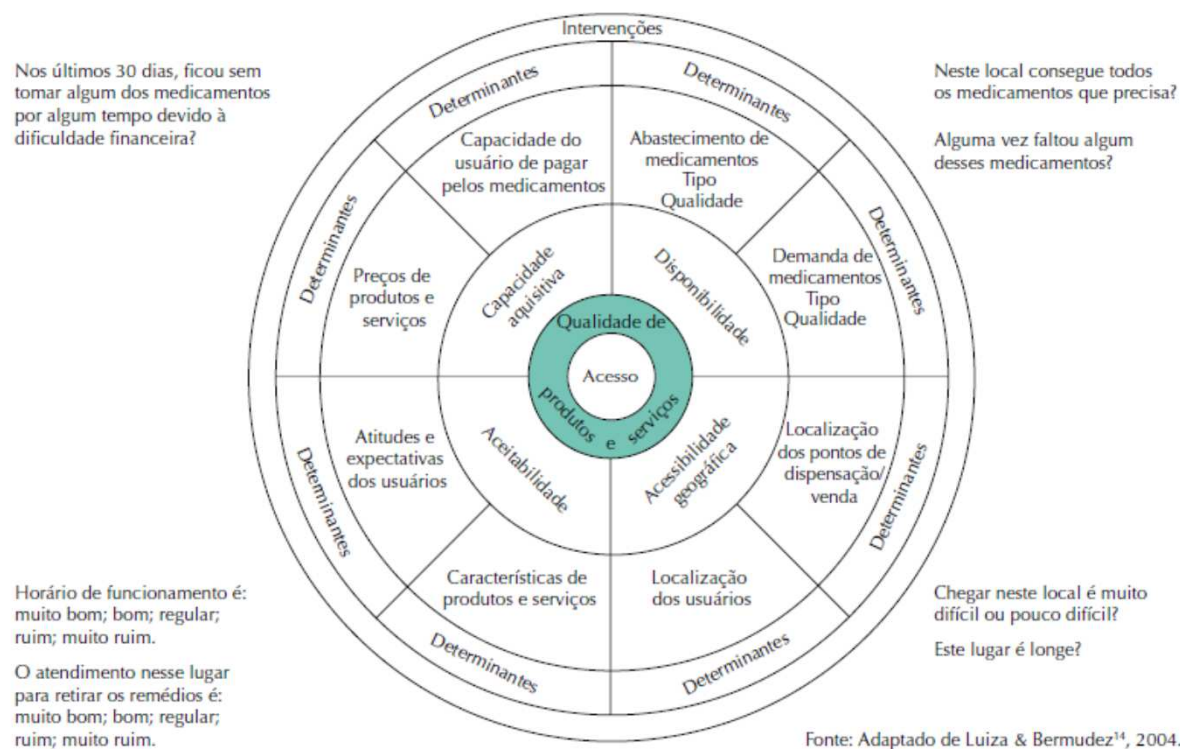 Intervenções
Nos últimos 30 dias, ficou sem
tomar algum dos medicamentos
por algum tempo devido à
dificuldade financeira?
Neste local consegue todos
os medicamentos que precisa?
Alguma vez faltou algum
desses medicamentos?
Determinantes
Determinantes
Capacidade do
usuário de pagar
pelos medicamentos
Abastecimento de
medicamentos
Tipo
Qualidade
Determinantes
Determinantes
Preços de
produtos e
serviços
Capacidade
aquisitiva
Disponibilidade
Demanda de
medicamentos
Tipo
Qualidade
Qualidade de
Acesso
produtos e serviços
Atitudes e
expectativas
dos usuários
Aceitabilidade
Acessibilidade
geográfica
Localização
dos pontos de
dispensação/
venda
Determinantes
Determinantes
Características de
produtos e serviços
Localização
dos usuários
Determinantes
Determinantes
Horário de funcionamento é:
muito bom; bom; regular;
ruim; muito ruim.
O atendimento nesse lugar
para retirar os remédios é:
muito bom; bom; regular;
ruim; muito ruim.
Chegar neste local é muito
difícil ou pouco difícil?
Este lugar é longe?
Fonte: Adaptado de Luiza & Bermudez¹⁴, 2004.